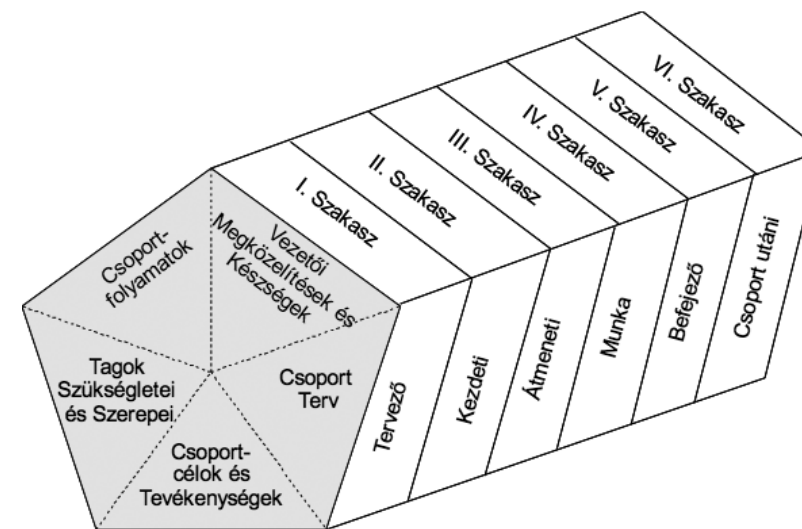 I. Szakasz
II. Szakasz
III. Szakasz
IV. Szakasz
V. Szakasz
VI. Szakasz
Csoport-
folyamatok
Vezetői
Megközelítések és
Készségek
Tagok
Szükségletei
és Szerepei
Csoport
Terv
Csoport-
célok és
Tevékenységek
Tervező
Kezdeti
Átmeneti
Munka
Befejező
Csoport utáni